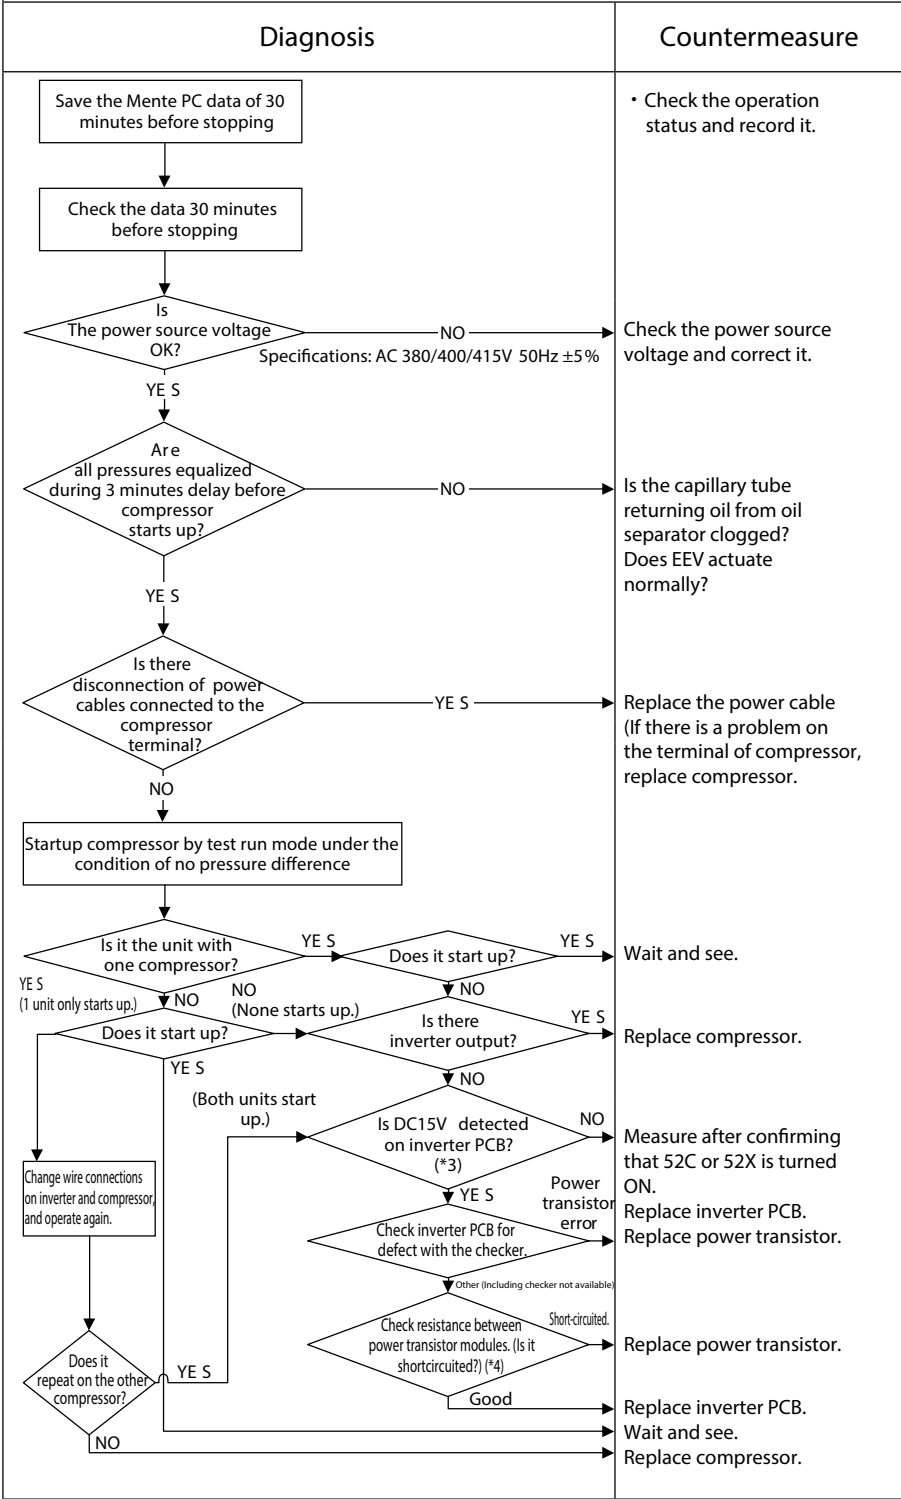 Diagnosis
Countermeasure
Save the Mente PC data of 30
minutes before stopping
・Check the operation
status and record it.
Check the data 30 minutes
before stopping
Is
The power source voltage
OK?
NO
Specifications: AC 380/400/415V 50Hz ±5%
Check the power source
voltage and correct it.
YE S
Are
all pressures equalized
during 3 minutes delay before
compressor
starts up?
NO
Is the capillary tube
returning oil from oil
separator clogged?
Does EEV actuate
normally?
YE S
Is there
disconnection of power
cables connected to the
compressor
terminal?
YE S
Replace the power cable
(If there is a problem on
the terminal of compressor,
replace compressor.
NO
Startup compressor by test run mode under the
condition of no pressure difference
Is it the unit with
one compressor?
YE S
Does it start up?
YE S
Wait and see.
YE S
(1 unit only starts up.)
NO
NO
(None starts up.)
NO
Does it start up?
Is there
inverter output?
YE S
Replace compressor.
YE S
NO
(Both units start
up.)
Is DC15V detected
on inverter PCB?
(*3)
NO
Measure after confirming
that 52C or 52X is turned
ON.
Replace inverter PCB.
Change wire connections
on inverter and compressor,
and operate again.
YE S
Power
transistor
error
Check inverter PCB for
defect with the checker.
Replace power transistor.
Other (Including checker not available)
Check resistance between
power transistor modules. (Is it
shortcircuited?) (*4)
Short-circuited.
Replace power transistor.
Does it
repeat on the other
compressor?
YE S
Good
Replace inverter PCB.
Wait and see.
NO
Replace compressor.